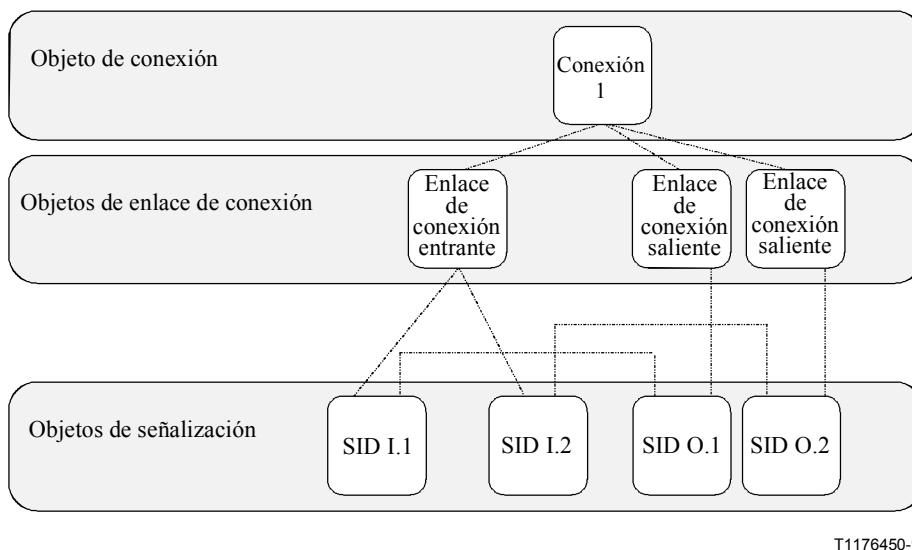 Objeto de conexión
Conexión
1
Objetos de enlace de conexión
Enlace
de
conexión
entrante
Enlace
de
conexión
saliente
Enlace
de
conexión
saliente
Objetos de señalización
SID I.1
SID I.2
SID O.1
SID O.2
T1176450-